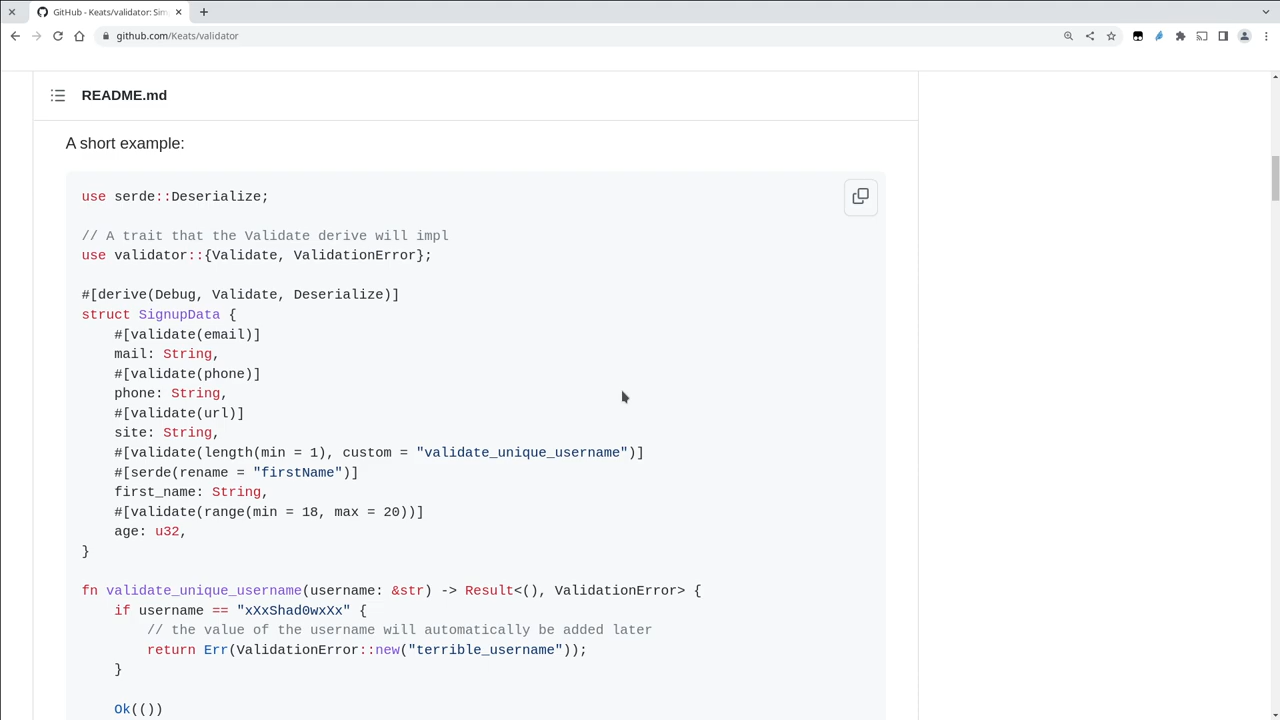 GitHub - Keats/validator: Sim
github.com/Keats/validator
README.md
A short example:
use serde::Deserialize;
// A trait that the Validate derive will impl
use validator::{Validate, ValidationError};
#[derive(Debug, Validate, Deserialize)]
struct SignupData {
    #[validate(email)]
    mail: String,
    #[validate(phone)]
    phone: String,
    #[validate(url)]
    site: String,
    #[validate(length(min = 1), custom = "validate_unique_username")]
    #[serde(rename = "firstName")]
    first_name: String,
    #[validate(range(min = 18, max = 20))]
    age: u32,
}
fn validate_unique_username(username: &str) -> Result<(), ValidationError> {
    if username == "xXxShad0wxXx" {
        // the value of the username will automatically be added later
        return Err(ValidationError::new("terrible_username"));
    }
    Ok(())